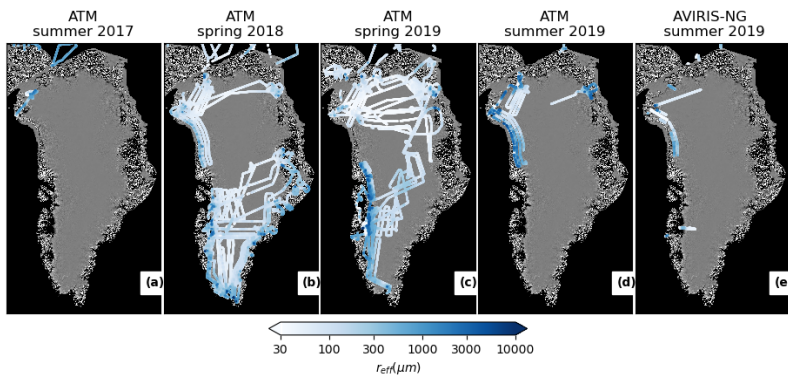 ATM
summer 2017
ATM
spring 2018
ATM
spring 2019
ATM
summer 2019
AVIRIS-NG
summer 2019
(a)
(b)
(c)
(d)
(e
30 100 300 1000 3000 10000
r_eff(μm)